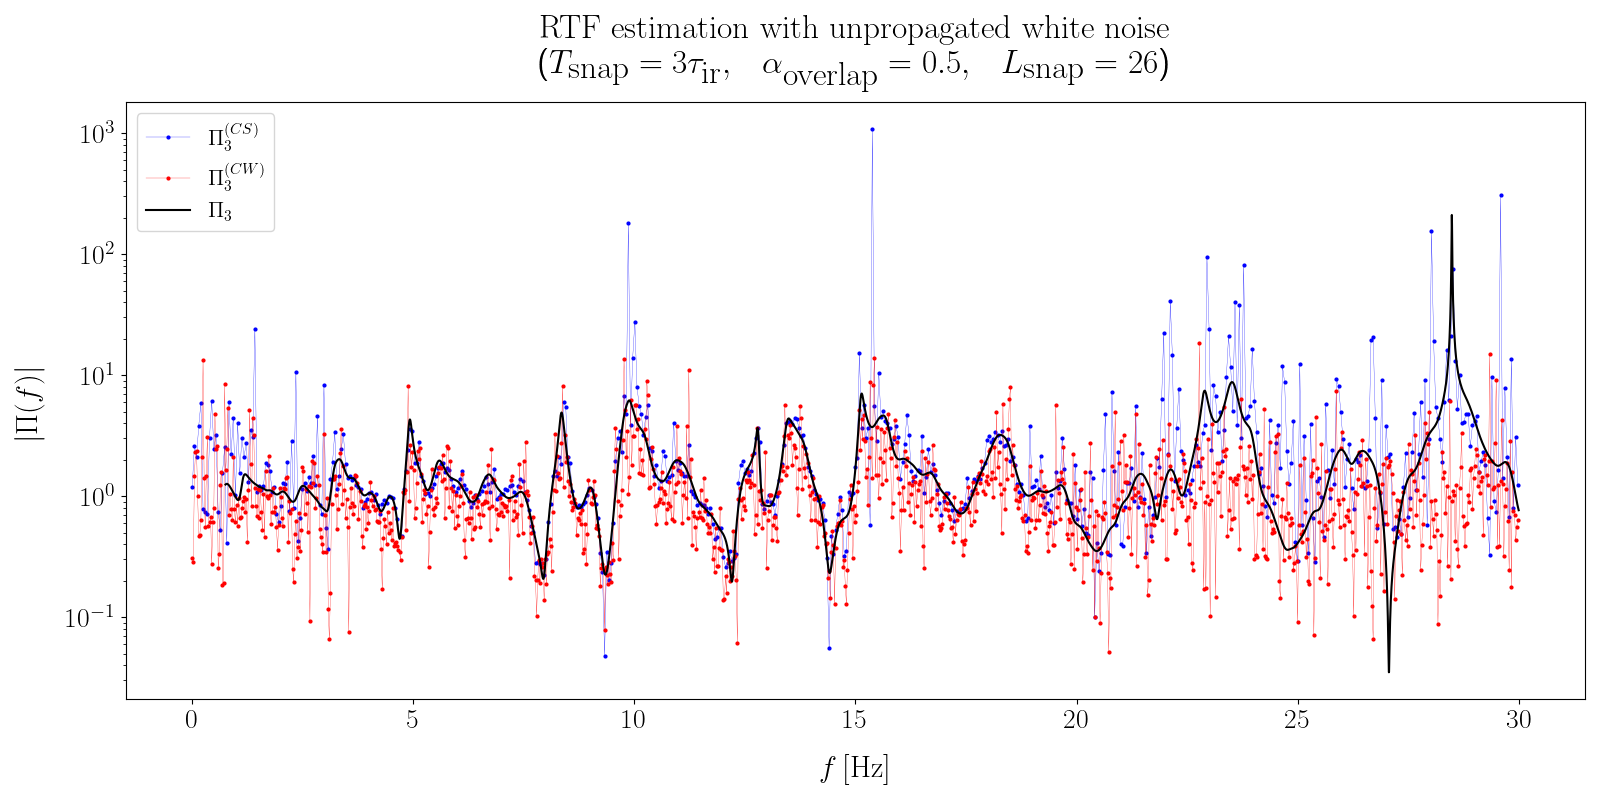 RTF estimation with unpropagated white noise
(T_snap = 3τ_ir, α_overlap = 0.5, L_snap = 26)
Π_3^(CS)
Π_3^(CW)
Π_3
|Π(f)|
10^3
10^2
10^1
10^0
10^−1
0 5 10 15 20 25 30
f [Hz]